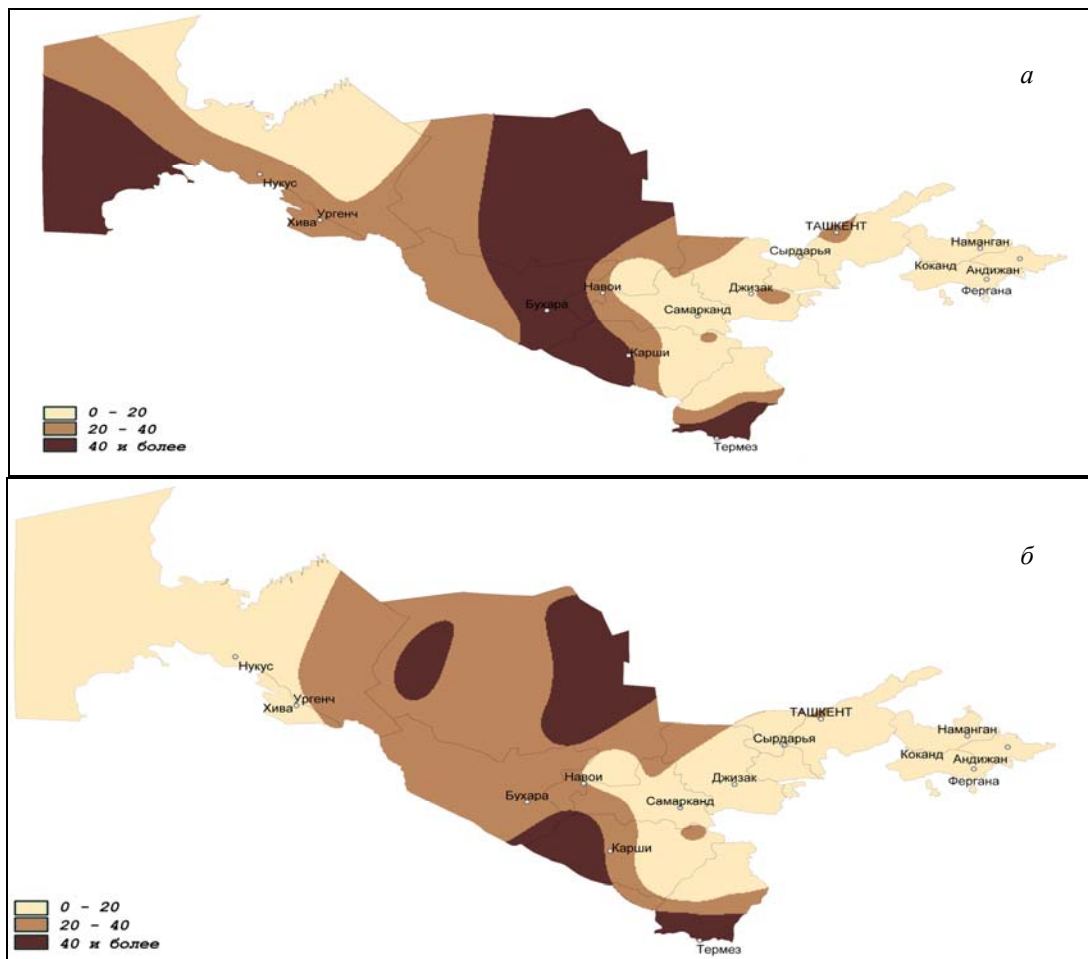 а
Нукус
Ургенч
Хива
ТАШКЕНТ
Сырдарья
Наманган
Коканд
Андижан
Фергана
Навои
Джизак
Бухара
Самарканд
Карши
Термез
0 - 20
20 - 40
40 и более
б
Нукус
Ургенч
Хива
ТАШКЕНТ
Сырдарья
Наманган
Коканд
Андижан
Фергана
Навои
Джизак
Бухара
Самарканд
Карши
Термез
0 - 20
20 - 40
40 и более